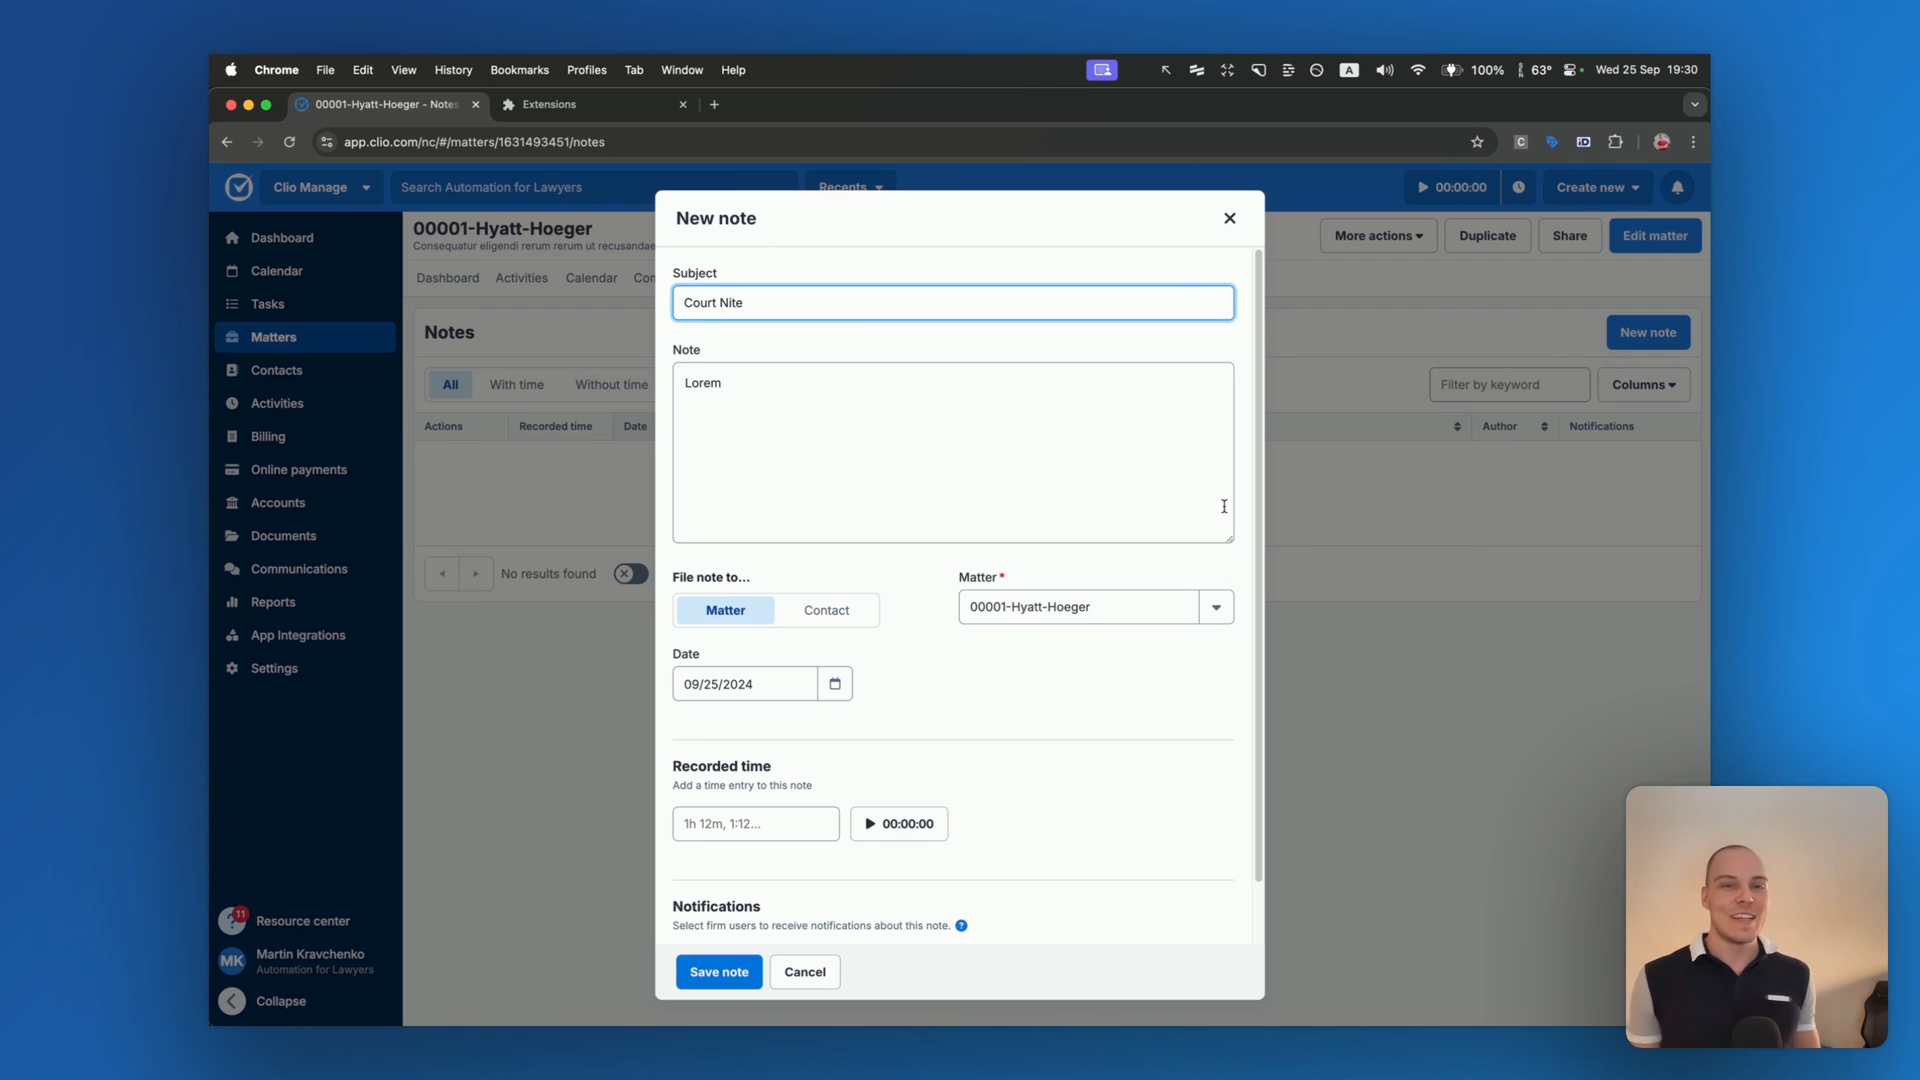 Chrome File Edit View History Bookmarks Profiles Tab Window Help
A 100% 63° Wed 25 Sep 19:30
00001-Hyatt-Hoeger - Notes
Extensions
app.clio.com/nc/#/matters/1631493451/notes
Clio Manage
Search Automation for Lawyers
Recents
00:00:00
Create new
Dashboard
Calendar
Tasks
Matters
Contacts
Activities
Billing
Online payments
Accounts
Documents
Communications
Reports
App Integrations
Settings
11
Resource center
MK
Martin Kravchenko
Automation for Lawyers
Collapse
00001-Hyatt-Hoeger
Consequatur eligendi rerum rerum ut recusandae
More actions
Duplicate
Share
Edit matter
Dashboard Activities Calendar Com
Notes
New note
All With time Without time
Filter by keyword
Columns
Actions Recorded time Date
Author Notifications
No results found
New note
Subject
Court Nite
Note
Lorem
File note to...
Matter Contact
Matter*
00001-Hyatt-Hoeger
Date
09/25/2024
Recorded time
Add a time entry to this note
1h 12m, 1:12...
00:00:00
Notifications
Select firm users to receive notifications about this note. ?
Save note
Cancel